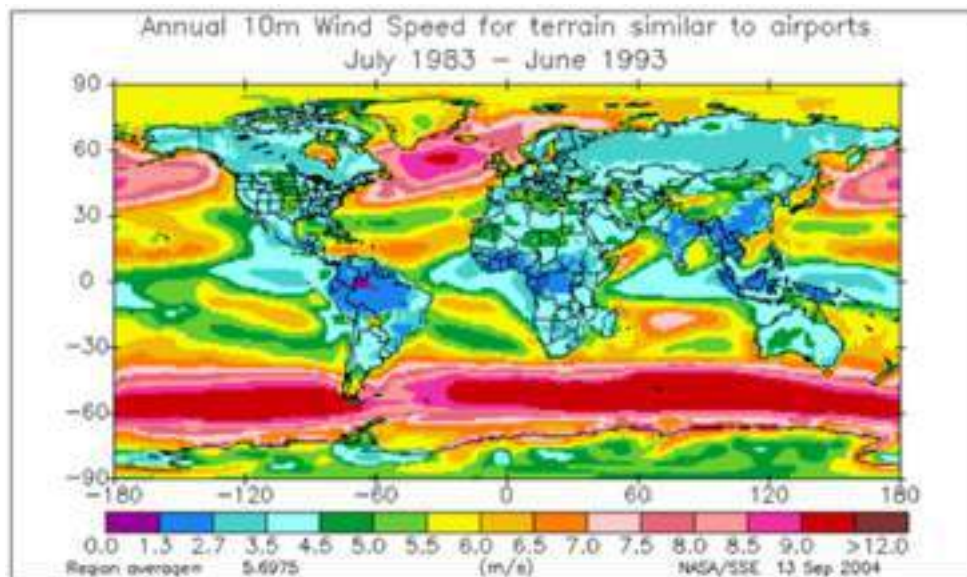 Annual 10m Wind Speed for terrain similar to airports
July 1983 - June 1993
90
60
30
0
-30
-60
-90
-180 -120 -60 0 60 120 180
0.0 1.3 2.7 3.5 4.5 5.0 5.5 6.0 6.5 7.0 7.5 8.0 8.5 9.0 >12.0
Region average= 5.6975 (m/s) NASA/SSE 13 Sep 2004